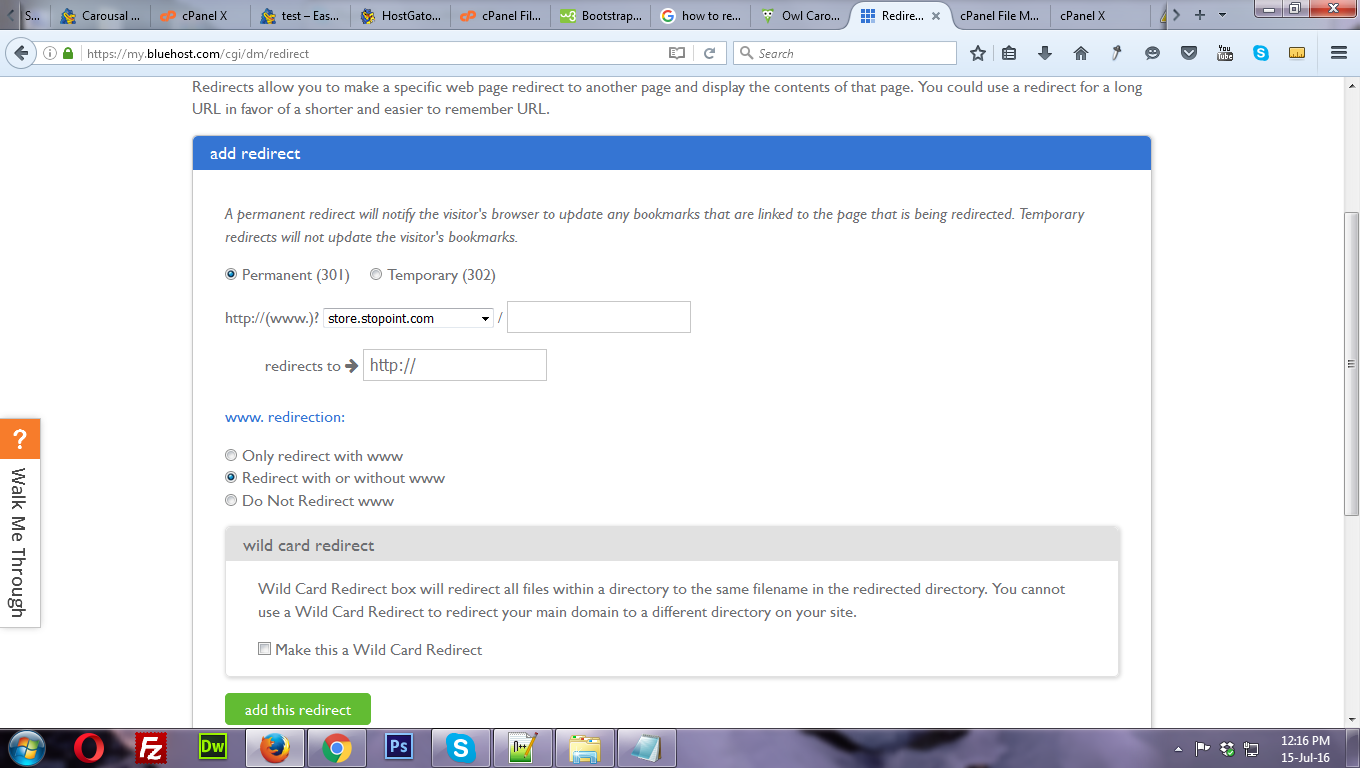 S...
Carousal ...
cPanel X
test – Eas...
HostGato...
cPanel Fil...
Bootstrap...
how to re...
Owl Caro...
Redire...
cPanel File M...
cPanel X
https://my.bluehost.com/cgi/dm/redirect
Search
You
Tube
Redirects allow you to make a specific web page redirect to another page and display the contents of that page. You could use a redirect for a long
URL in favor of a shorter and easier to remember URL.
add redirect
A permanent redirect will notify the visitor's browser to update any bookmarks that are linked to the page that is being redirected. Temporary
redirects will not update the visitor's bookmarks.
Permanent (301) Temporary (302)
http://(www.)? store.stopoint.com /
redirects to http://
www. redirection:
Only redirect with www
Redirect with or without www
Do Not Redirect www
wild card redirect
Wild Card Redirect box will redirect all files within a directory to the same filename in the redirected directory. You cannot
use a Wild Card Redirect to redirect your main domain to a different directory on your site.
Make this a Wild Card Redirect
add this redirect
?
Walk Me Through
Fz
Dw
Ps
12:16 PM
15-Jul-16